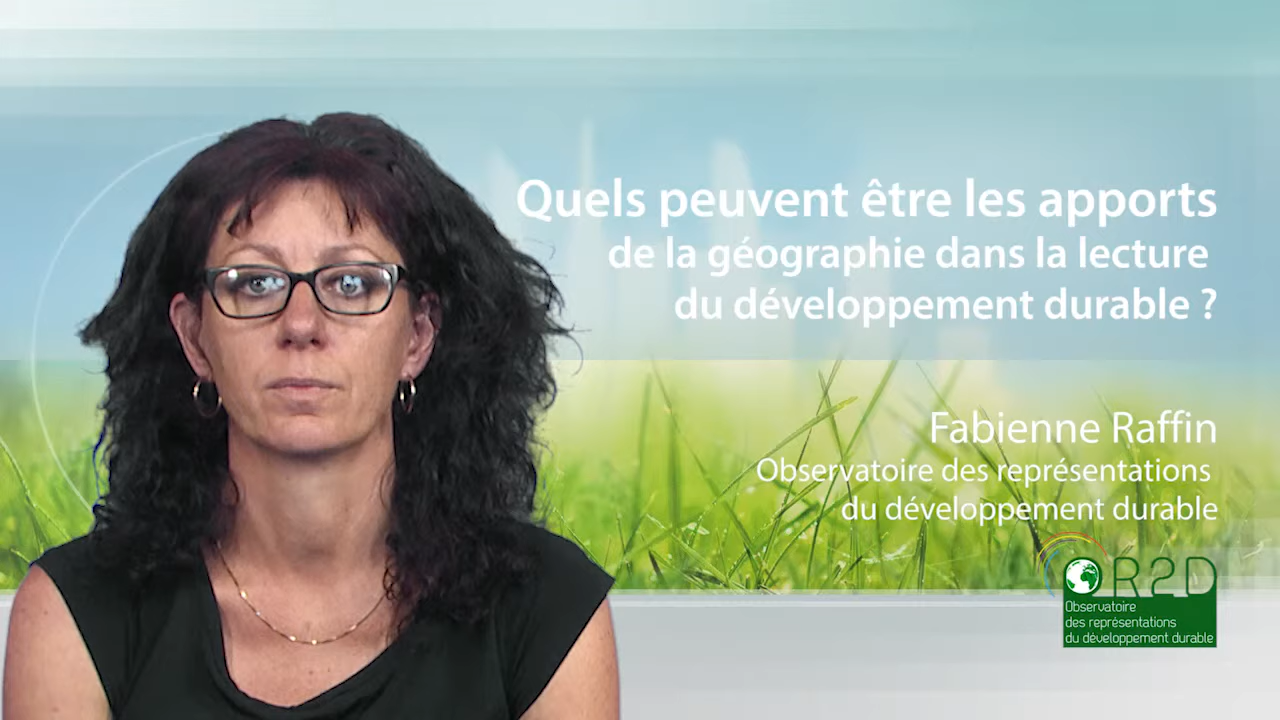 Quels peuvent être les apports
de la géographie dans la lecture
du développement durable ?
Fabienne Raffin
Observatoire des représentations
du développement durable
OR2D
Observatoire
des représentations
du développement durable